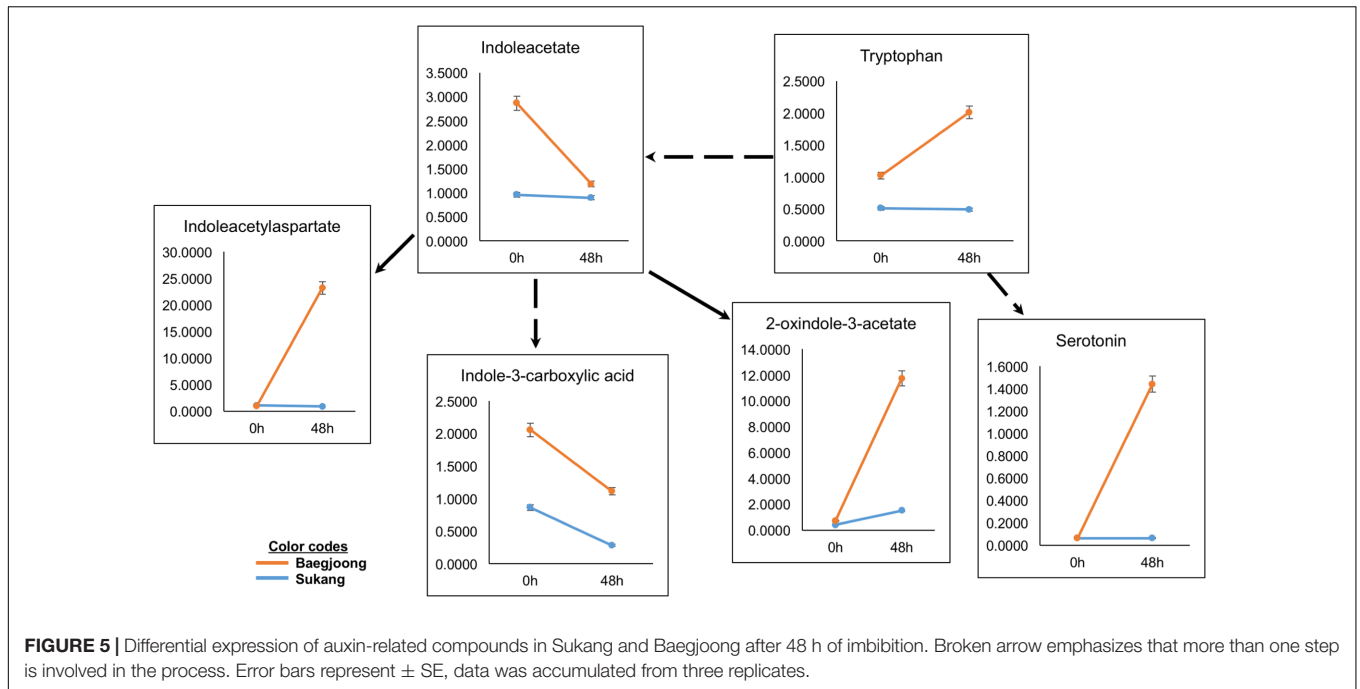 Indoleacetate
3.5000
3.0000
2.5000
2.0000
1.5000
1.0000
0.5000
0.0000
0h 48h
Tryptophan
2.5000
2.0000
1.5000
1.0000
0.5000
0.0000
0h 48h
Indoleacetylaspartate
30.0000
25.0000
20.0000
15.0000
10.0000
5.0000
0.0000
0h 48h
Indole-3-carboxylic acid
2.5000
2.0000
1.5000
1.0000
0.5000
0.0000
0h 48h
2-oxindole-3-acetate
14.0000
12.0000
10.0000
8.0000
6.0000
4.0000
2.0000
0.0000
0h 48h
Serotonin
1.6000
1.4000
1.2000
1.0000
0.8000
0.6000
0.4000
0.2000
0.0000
0h 48h
Color codes
Baegjoong
Sukang
FIGURE 5 | Differential expression of auxin-related compounds in Sukang and Baegjoong after 48 h of imbibition. Broken arrow emphasizes that more than one step
is involved in the process. Error bars represent ± SE, data was accumulated from three replicates.